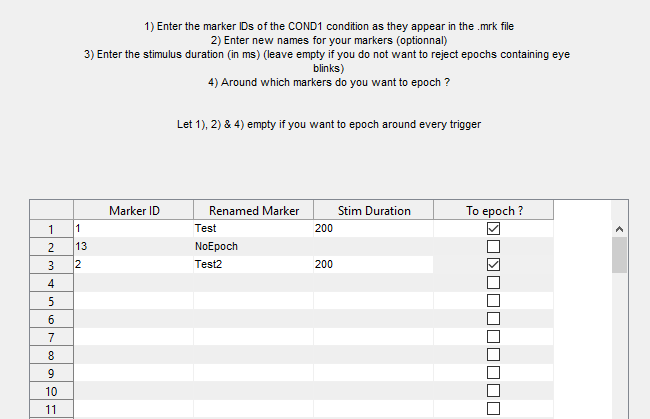 1) Enter the marker IDs of the COND1 condition as they appear in the .mrk file
2) Enter new names for your markers (optionnal)
3) Enter the stimulus duration (in ms) (leave empty if you do not want to reject epochs containing eye
blinks)
4) Around which markers do you want to epoch ?
Let 1), 2) & 4) empty if you want to epoch around every trigger
Marker ID Renamed Marker Stim Duration To epoch ?
1 1 Test 200
2 13 NoEpoch
3 2 Test2 200
4
5
6
7
8
9
10
11